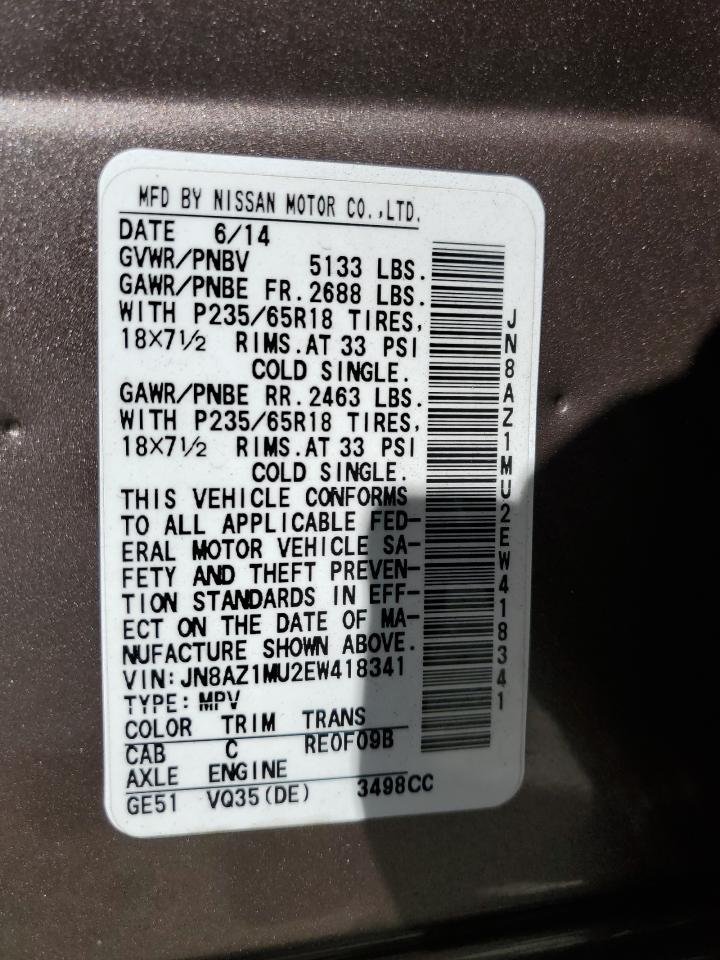 MFD BY NISSAN MOTOR CO.,LTD.
DATE 6/14
GVWR/PNBV 5133 LBS.
GAWR/PNBE FR.2688 LBS.
WITH P235/65R18 TIRES,
18×7 1/2 RIMS.AT 33 PSI
COLD SINGLE.
GAWR/PNBE RR.2463 LBS.
WITH P235/65R18 TIRES,
18×7 1/2 RIMS.AT 33 PSI
COLD SINGLE.
THIS VEHICLE CONFORMS
TO ALL APPLICABLE FED-
ERAL MOTOR VEHICLE SA-
FETY AND THEFT PREVEN-
TION STANDARDS IN EFF-
ECT ON THE DATE OF MA-
NUFACTURE SHOWN ABOVE.
VIN:JN8AZ1MU2EW418341
TYPE:MPV
COLOR TRIM TRANS
CAB C RE0F09B
AXLE ENGINE
GE51 VQ35(DE) 3498CC
JN8AZ1MU2EW418341